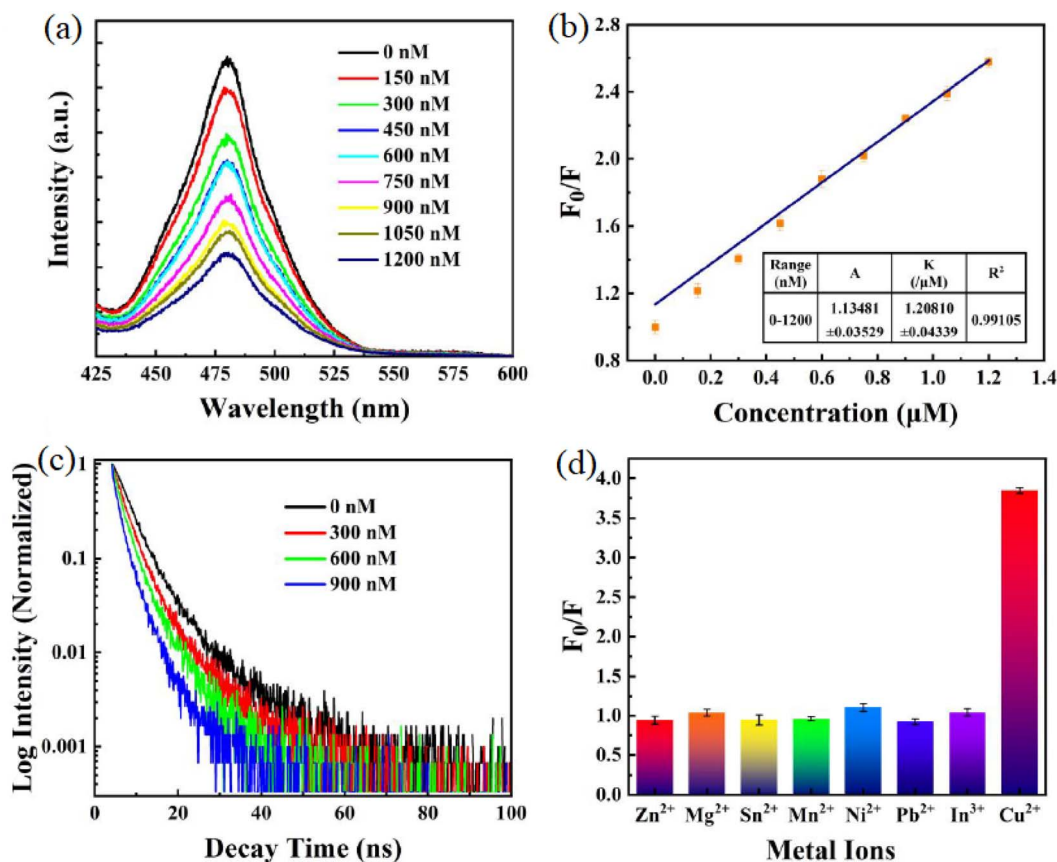 (a)
0 nM
150 nM
300 nM
450 nM
600 nM
750 nM
900 nM
1050 nM
1200 nM
Intensity (a.u.)
425 450 475 500 525 550 575 600
Wavelength (nm)
(b)
2.8
2.4
2.0
1.6
1.2
0.8
F₀/F
Range (nM) A K (/μM) R²
0-1200 1.13481 ±0.03529 1.20810 ±0.04339 0.99105
0.0 0.2 0.4 0.6 0.8 1.0 1.2 1.4
Concentration (μM)
(c)
1
0.1
0.01
0.001
Log Intensity (Normalized)
0 nM
300 nM
600 nM
900 nM
0 20 40 60 80 100
Decay Time (ns)
(d)
4.0
3.5
3.0
2.5
2.0
1.5
1.0
0.5
0.0
F₀/F
Zn²⁺ Mg²⁺ Sn²⁺ Mn²⁺ Ni²⁺ Pb²⁺ In³⁺ Cu²⁺
Metal Ions